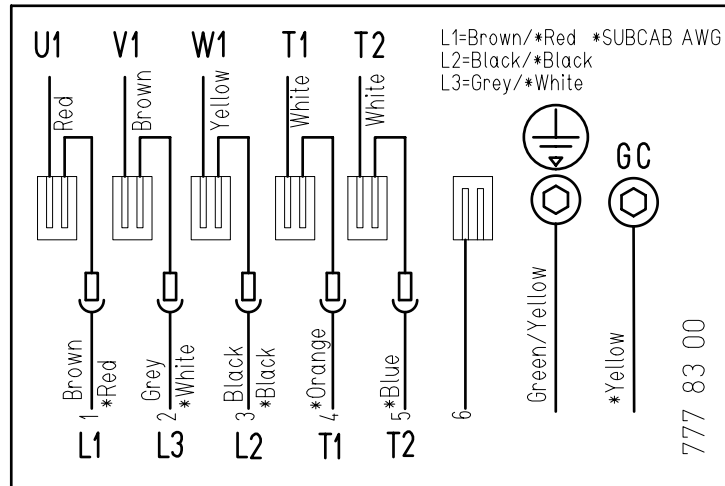 U1 V1 W1 T1 T2
L1=Brown/*Red *SUBCAB AWG
L2=Black/*Black
L3=Grey/*White
Red
Brown
Yellow
White
White
GC
Brown
*Red
Grey
*White
Black
*Black
*Orange
*Blue
Green/Yellow
*Yellow
1 2 3 4 5 6
L1 L3 L2 T1 T2
777 83 00